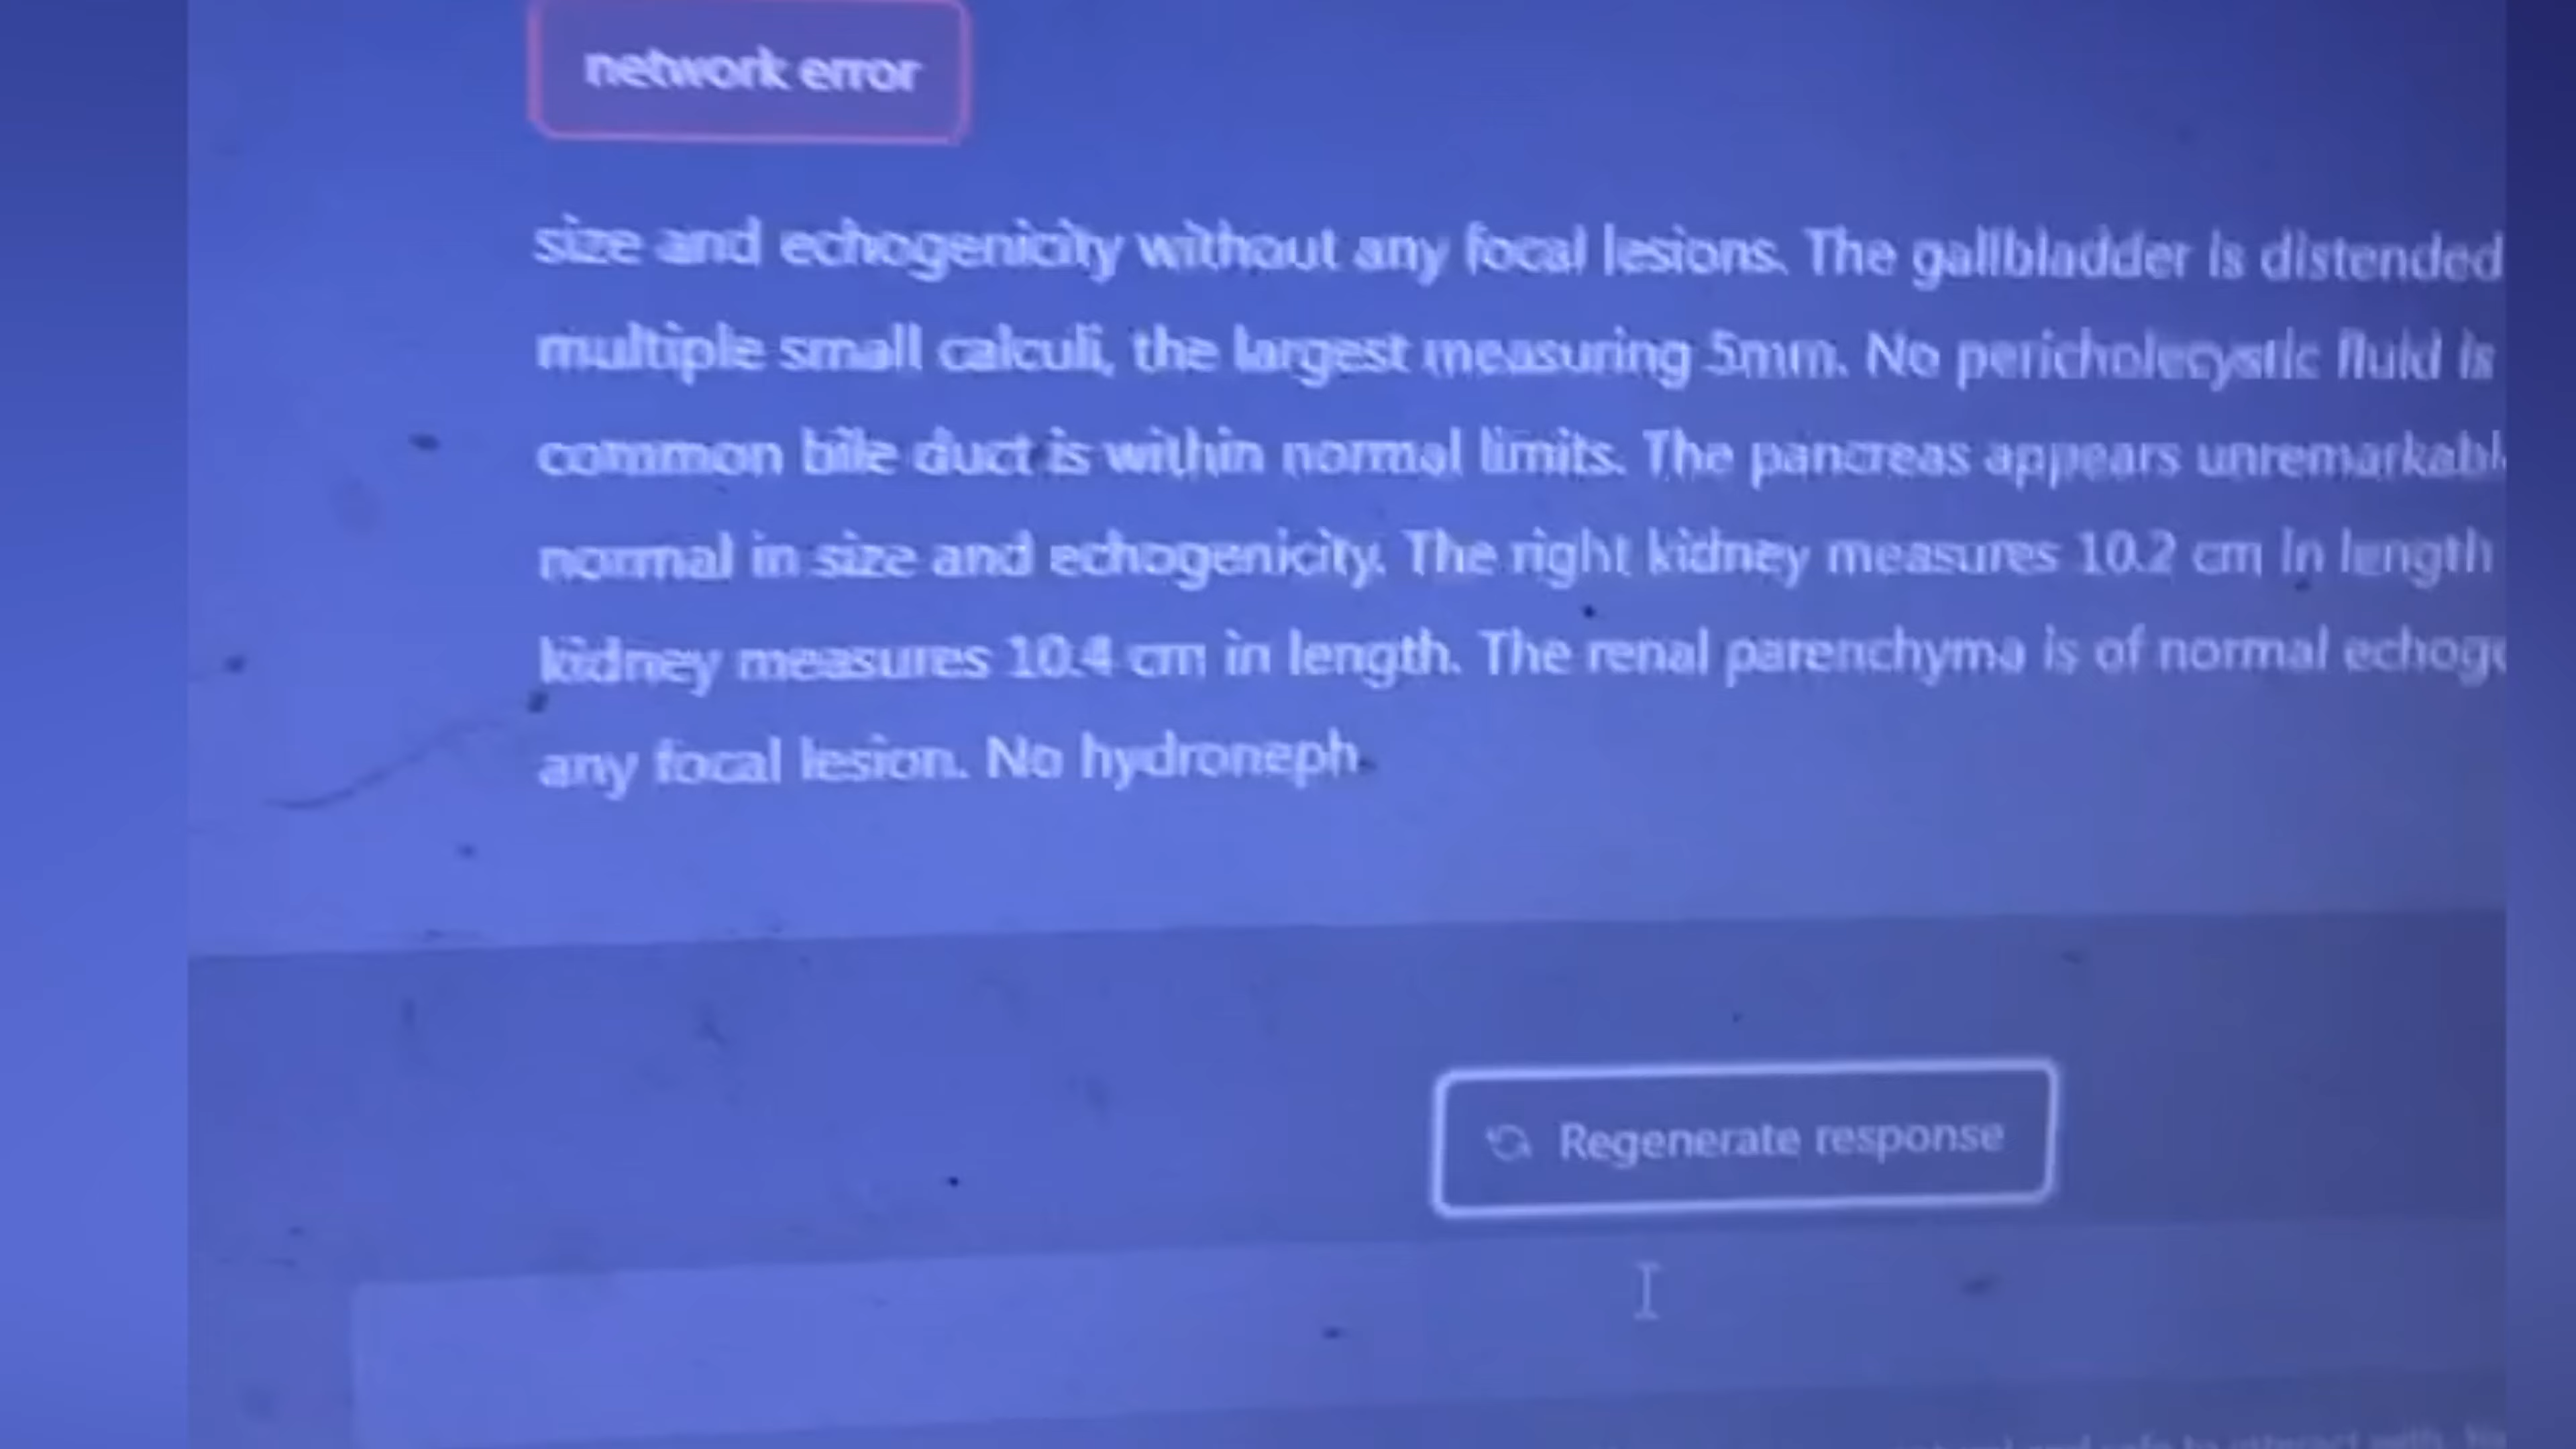 network error
size and echogenicity without any focal lesions. The gallbladder is distended
multiple small calculi, the largest measuring 5mm. No pericholecystic fluid is
common bile duct is within normal limits. The pancreas appears unremarkabl
normal in size and echogenicity. The right kidney measures 10.2 cm in length
kidney measures 10.4 cm in length. The renal parenchyma is of normal echog
any focal lesion. No hydroneph
Regenerate response